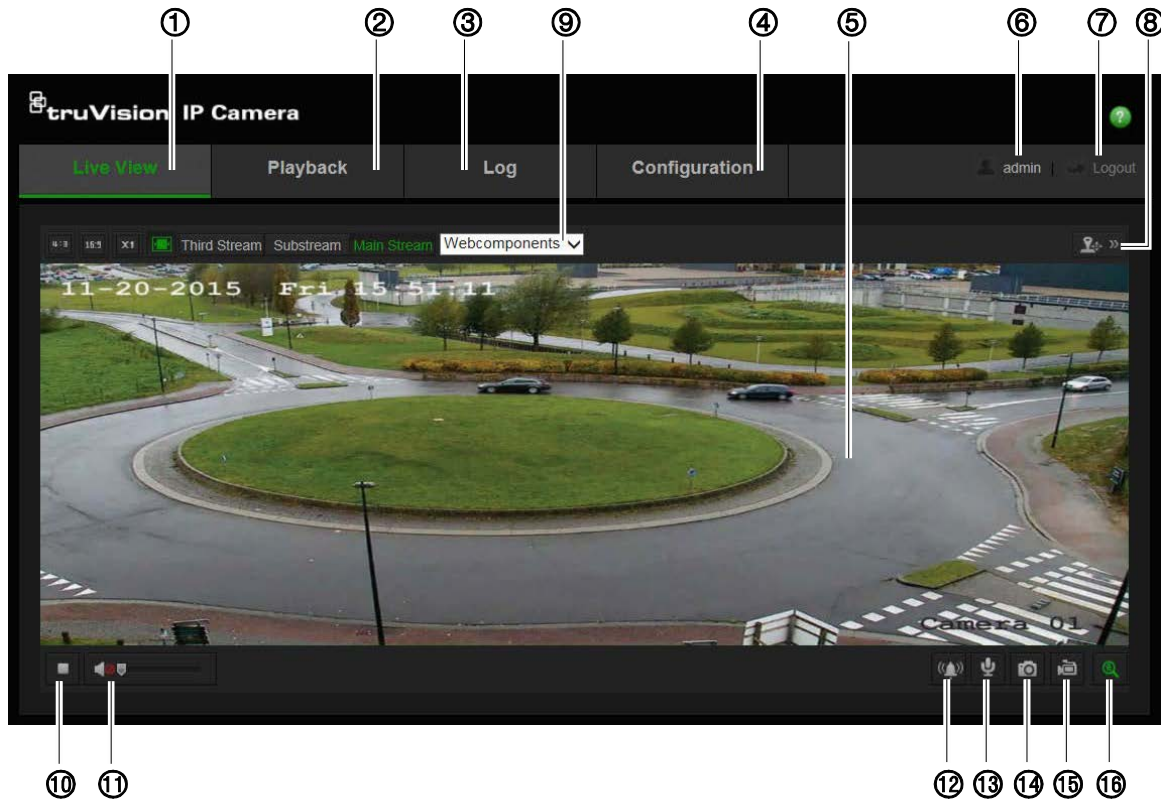 ① ② ③ ⑨ ④ ⑤ ⑥ ⑦ ⑧
truVision IP Camera
?
Live View Playback Log Configuration admin | Logout
4:3 16:9 X1 Third Stream Substream Main Stream Webcomponents »
11-20-2015 Fri 15:51:11
Camera 01
⑩ ⑪ ⑫ ⑬ ⑭ ⑮ ⑯